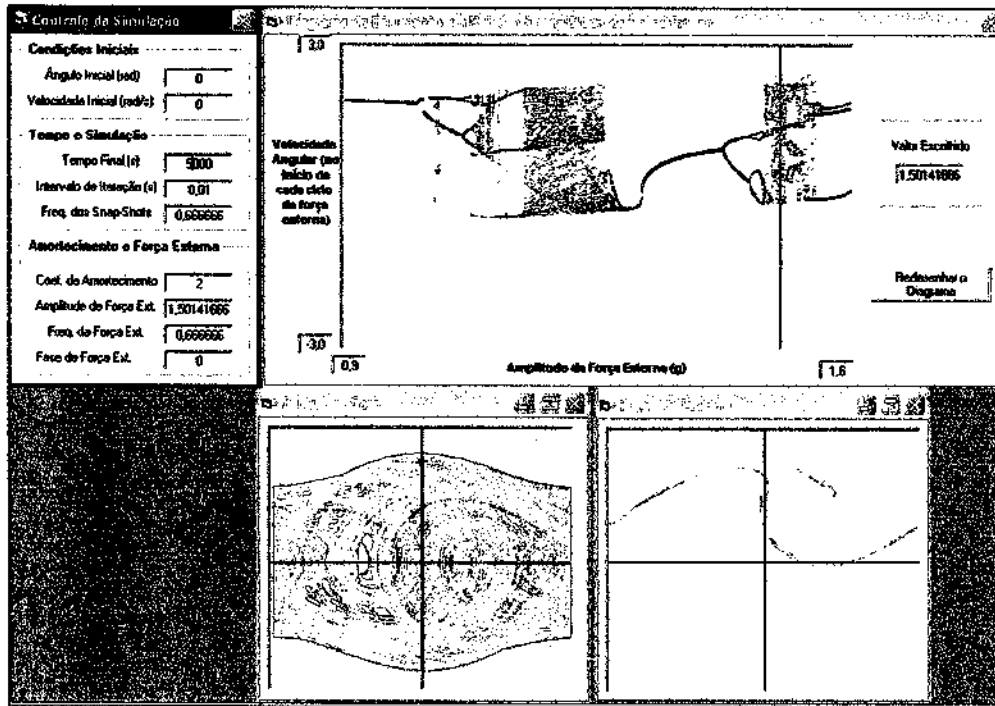 Controle da Simulação
Condições Iniciais
Ângulo Inicial (rad) 0
Velocidade Inicial (rad/s) 0
Tempo e Simulação
Tempo Final (s) 5000
Intervalo de Iteração (s) 0,01
Freq. dos Snap-Shots 0,666666
Amortecimento e Força Externa
Coef. de Amortecimento 2
Amplitude da Força Ext. 1,50141666
Freq. da Força Ext. 0,666666
Fase da Força Ext. 0
3,0
Velocidade
Angular (no
início de
cada ciclo
da força
externa)
-3,0
0,9
Amplitude da Força Externa (g)
1,6
Valor Escolhido
1,50141666
Redesenhar o
Diagrama